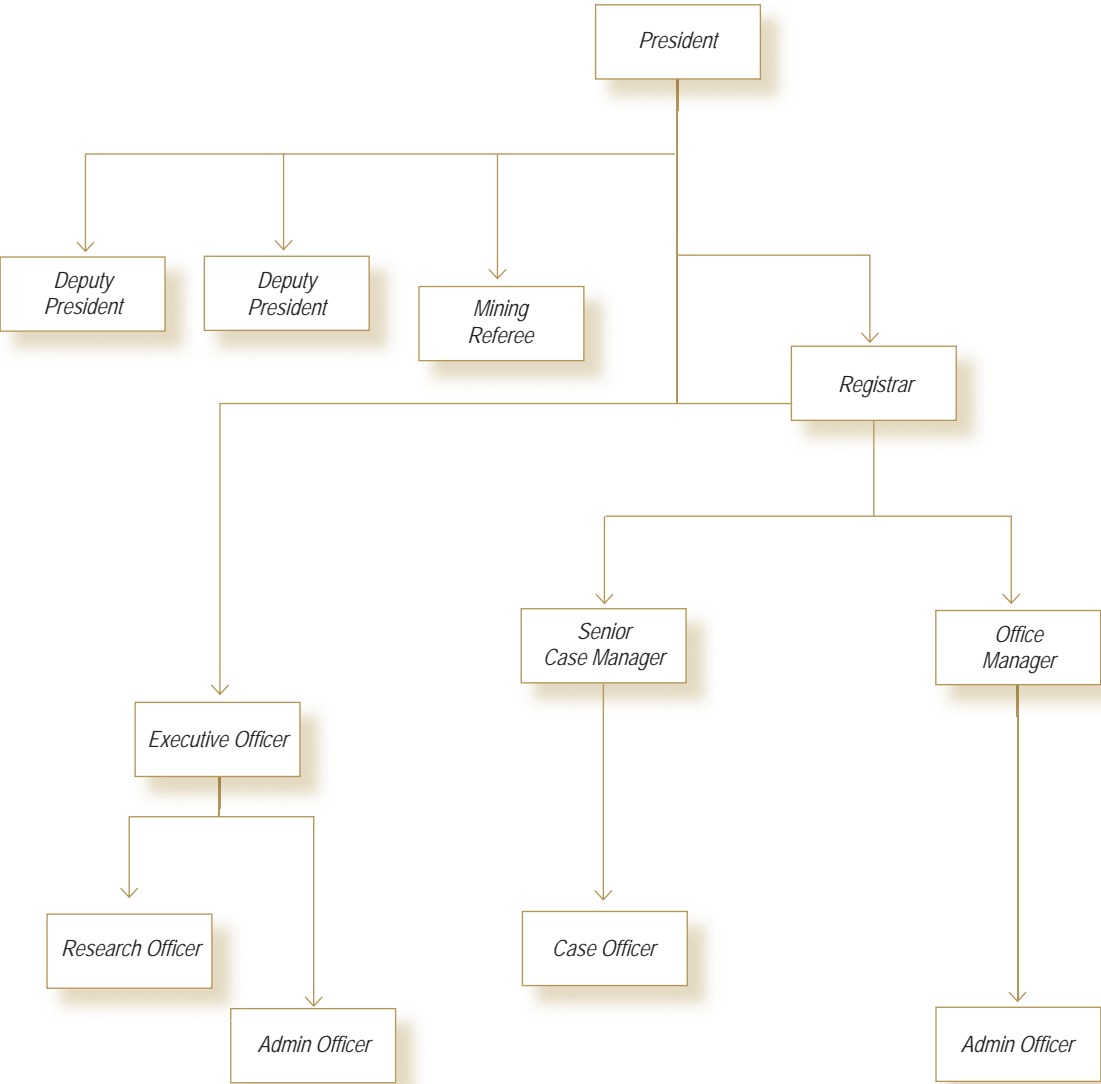 President
Deputy
President
Deputy
President
Mining
Referee
Registrar
Senior
Case Manager
Office
Manager
Executive Officer
Research Officer
Case Officer
Admin Officer
Admin Officer